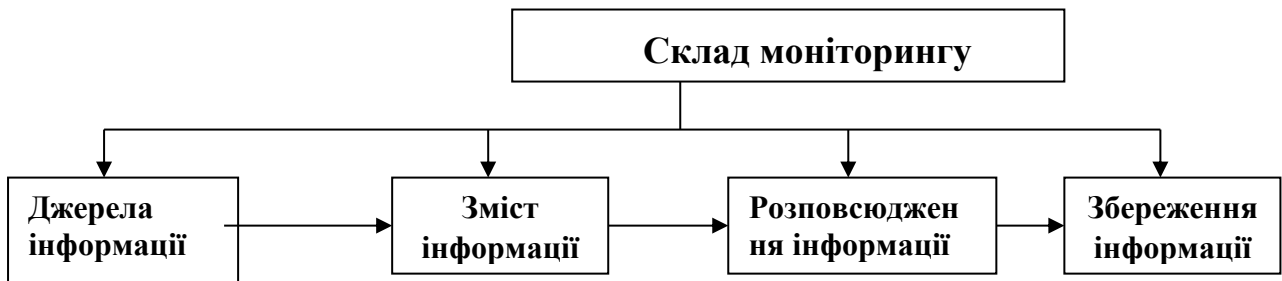 Склад моніторингу
Джерела
інформації
Зміст
інформації
Розповсюджен
ня інформації
Збереження
інформації